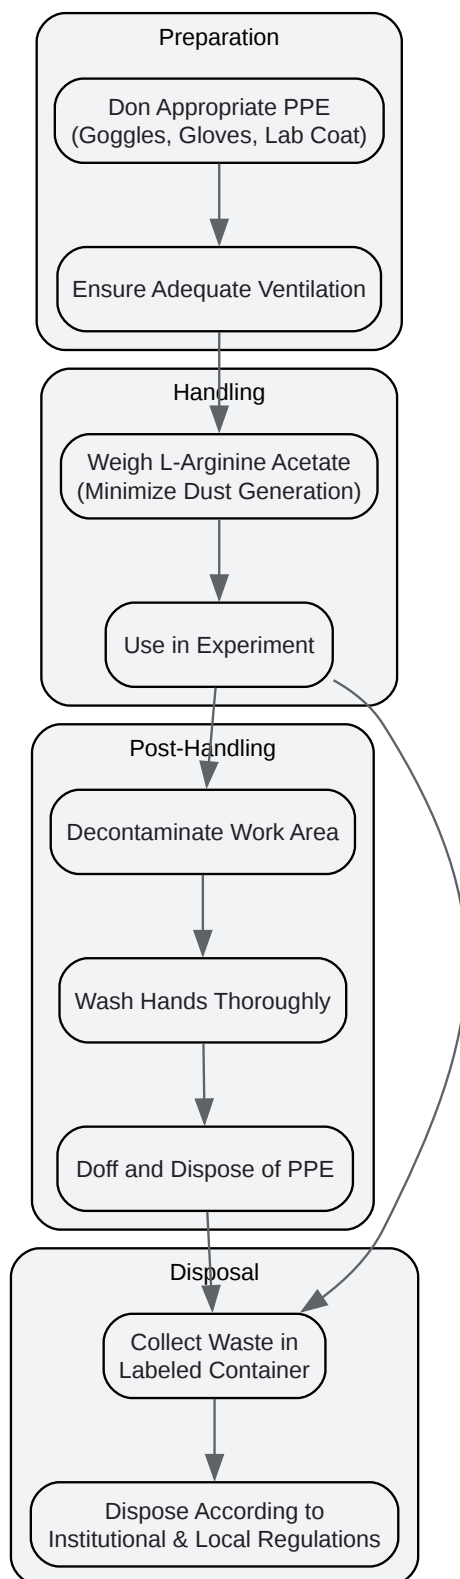 Preparation
Don Appropriate PPE
(Goggles, Gloves, Lab Coat)
Ensure Adequate Ventilation
Handling
Weigh L-Arginine Acetate
(Minimize Dust Generation)
Use in Experiment
Post-Handling
Decontaminate Work Area
Wash Hands Thoroughly
Doff and Dispose of PPE
Disposal
Collect Waste in
Labeled Container
Dispose According to
Institutional & Local Regulations